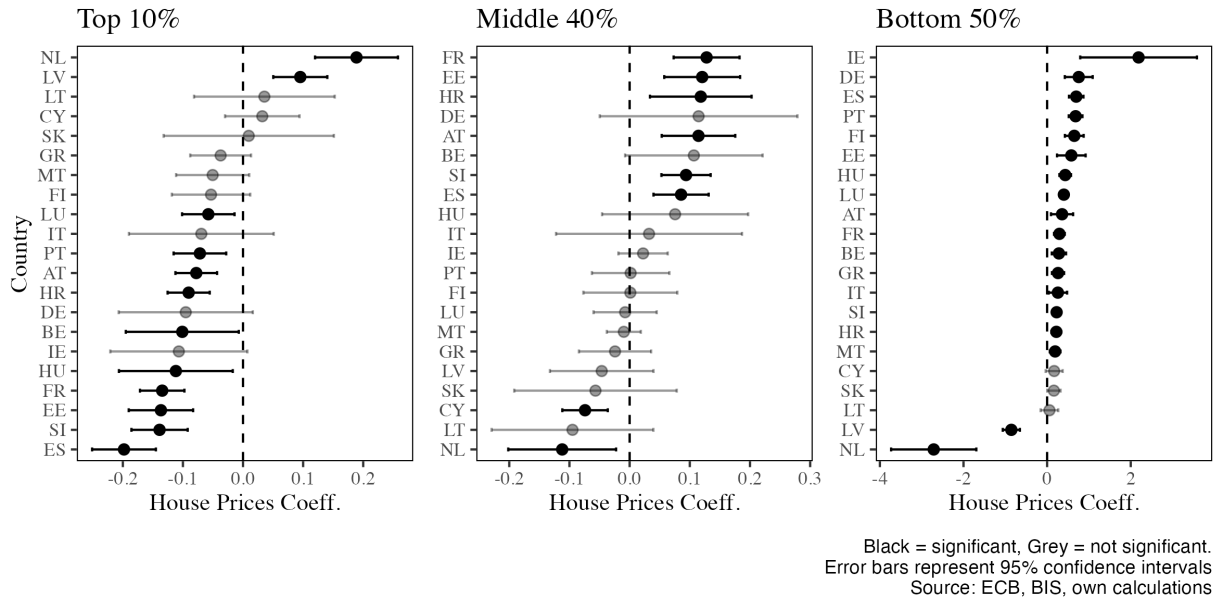 Top 10%
Middle 40%
Bottom 50%
Country
NL
LV
LT
CY
SK
GR
MT
FI
LU
IT
PT
AT
HR
DE
BE
IE
HU
FR
EE
SI
ES
-0.2
-0.1
0.0
0.1
0.2
House Prices Coeff.
FR
EE
HR
DE
AT
BE
SI
ES
HU
IT
IE
PT
FI
LU
MT
GR
LV
SK
CY
LT
NL
-0.2
-0.1
0.0
0.1
0.2
0.3
House Prices Coeff.
IE
DE
ES
PT
FI
EE
HU
LU
AT
FR
BE
GR
IT
SI
HR
MT
CY
SK
LT
LV
NL
-4
-2
0
2
House Prices Coeff.
Black = significant, Grey = not significant.
Error bars represent 95% confidence intervals
Source: ECB, BIS, own calculations